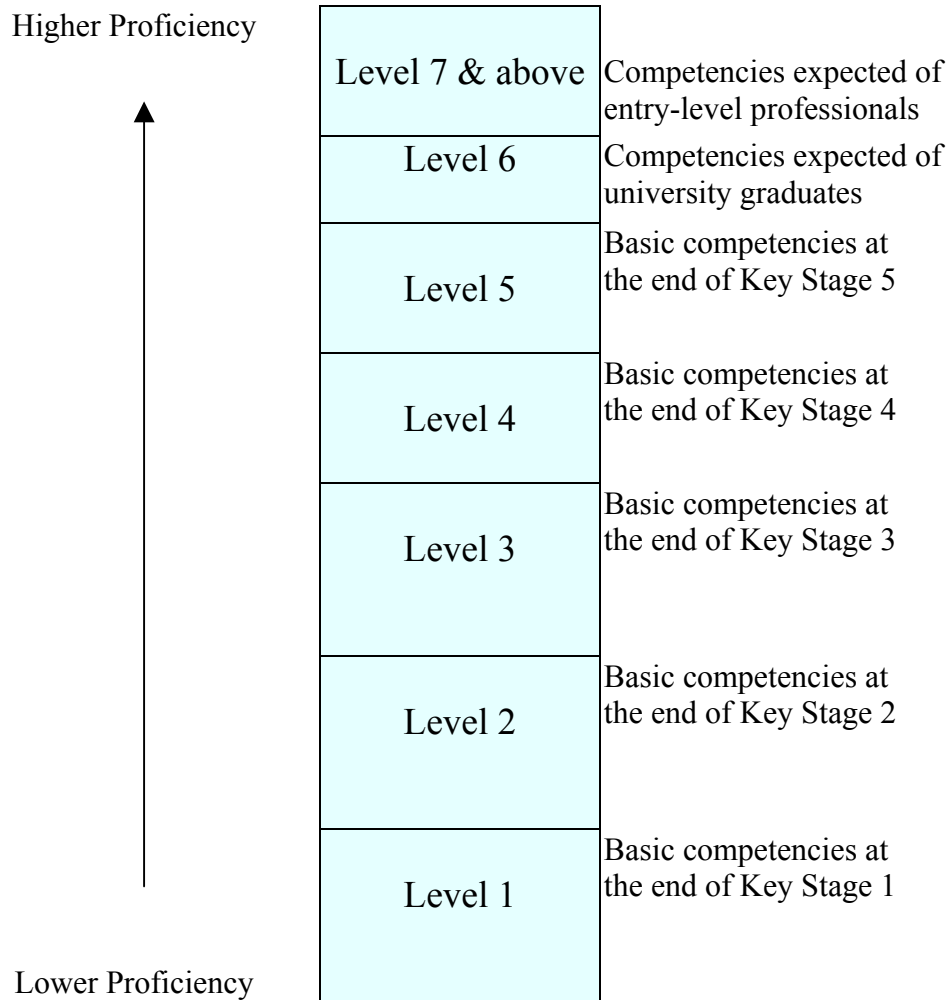 Higher Proficiency
Level 7 & above
Competencies expected of
entry-level professionals
Level 6
Competencies expected of
university graduates
Level 5
Basic competencies at
the end of Key Stage 5
Level 4
Basic competencies at
the end of Key Stage 4
Level 3
Basic competencies at
the end of Key Stage 3
Level 2
Basic competencies at
the end of Key Stage 2
Level 1
Basic competencies at
the end of Key Stage 1
Lower Proficiency